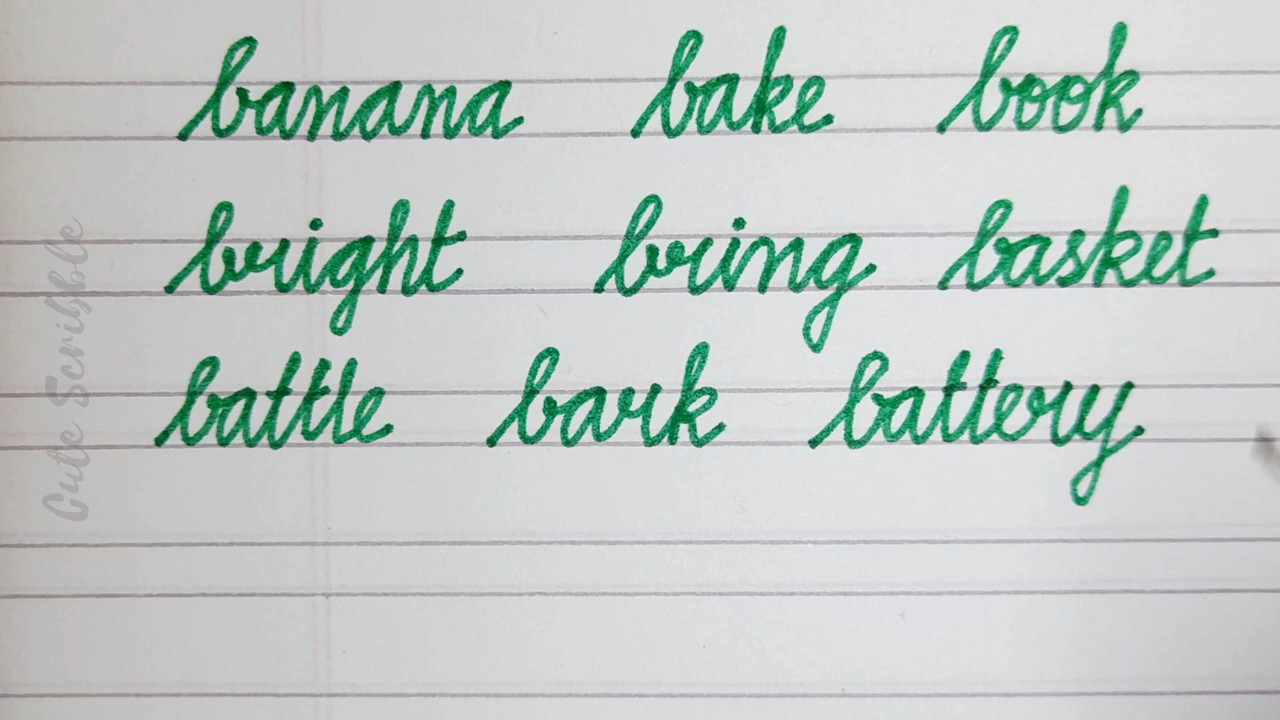 banana bake book
bright bring basket
battle bark battery
Cute Scribble